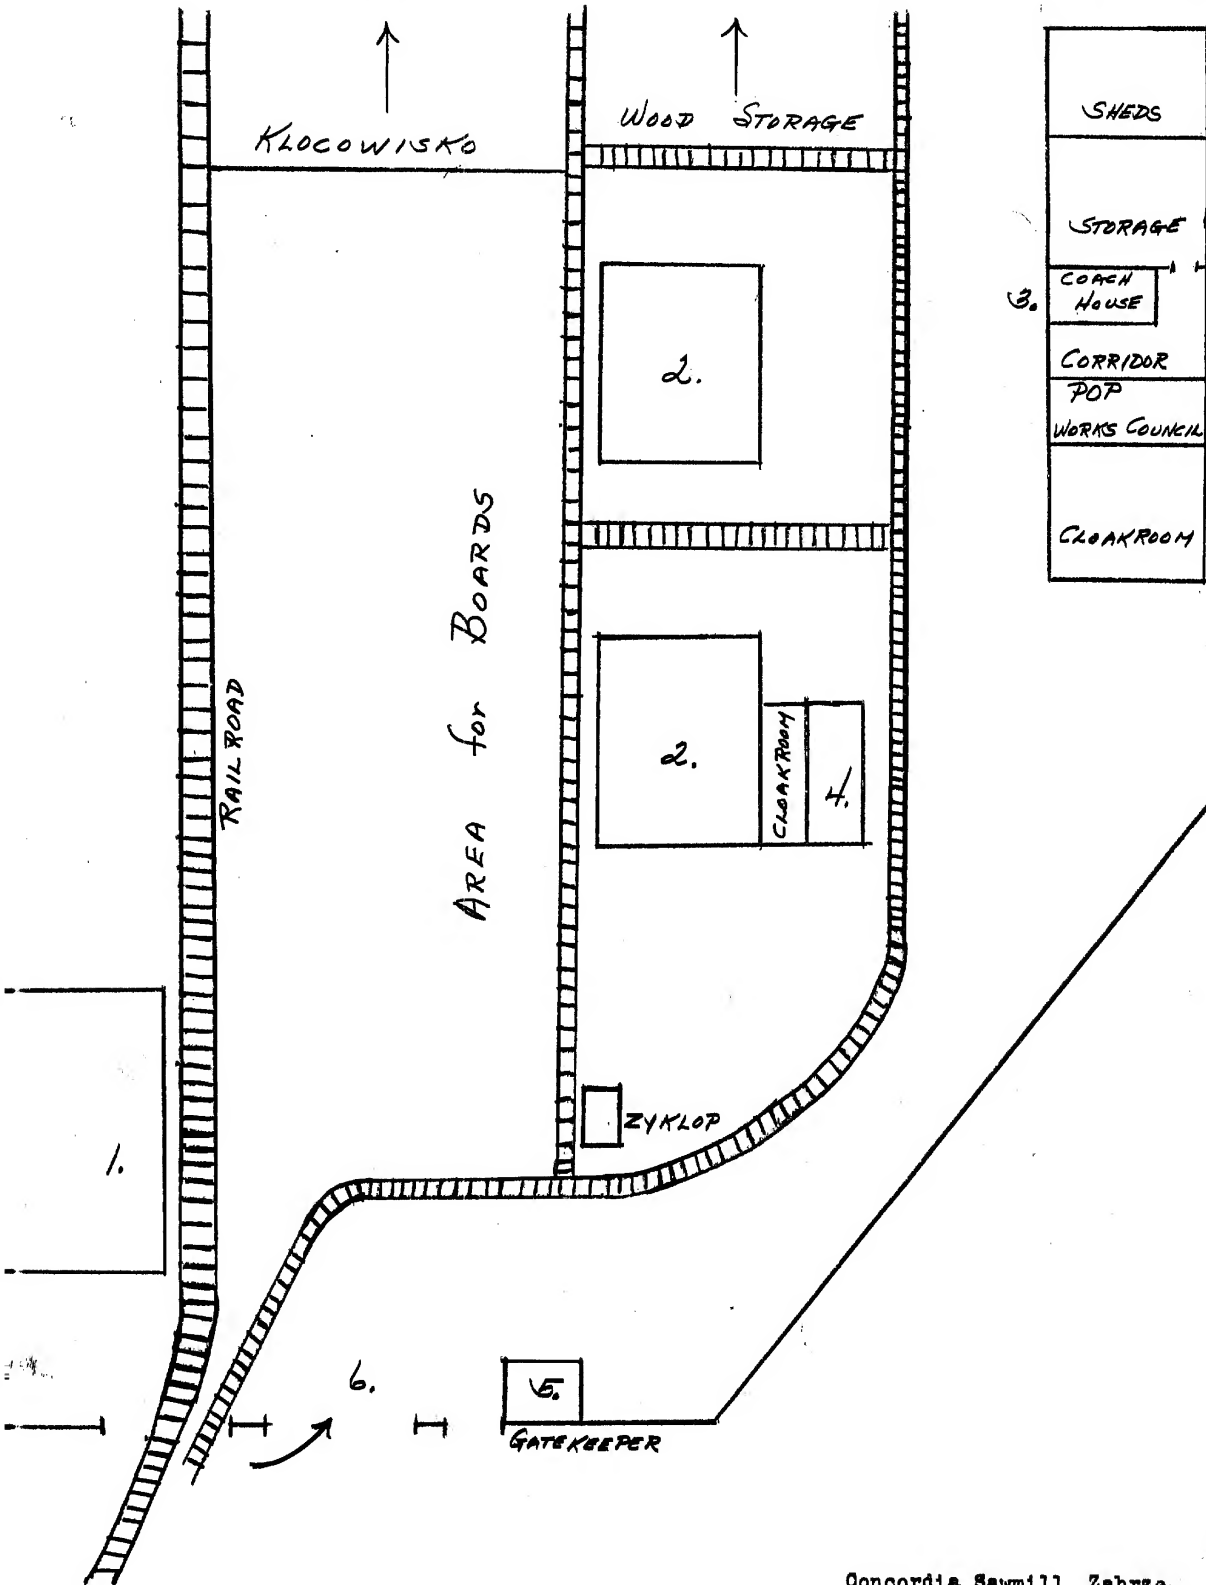 KLOCOWISKO
WOOD STORAGE
SHEDS
STORAGE
3.
COACH
HOUSE
CORRIDOR
POP
WORKS COUNCIL
CLOAKROOM
2.
AREA for BOARDS
RAILROAD
2.
CLOAKROOM
4.
1.
ZYKLOP
6.
5.
GATEKEEPER
Concordia Sawmill, Zabrze